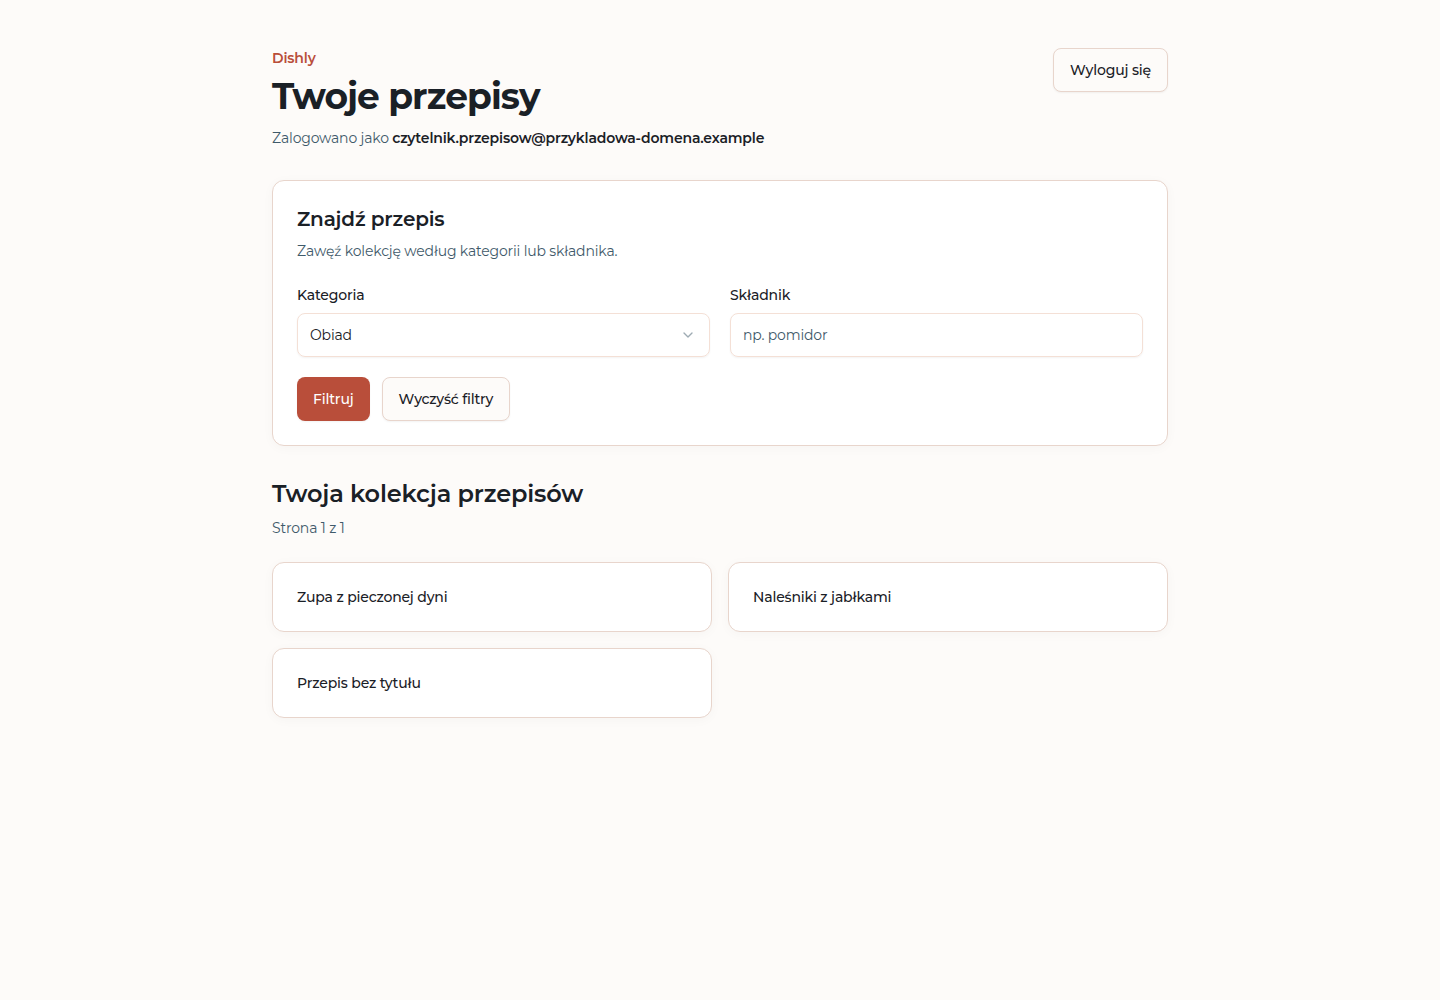 Dishly
Twoje przepisy
Zalogowano jako czytelnik.przepisow@przykladowa-domena.example
Wyloguj się
Znajdź przepis
Zawęź kolekcję według kategorii lub składnika.
Kategoria
Obiad
Składnik
np. pomidor
Filtruj
Wyczyść filtry
Twoja kolekcja przepisów
Strona 1 z 1
Zupa z pieczonej dyni
Naleśniki z jabłkami
Przepis bez tytułu